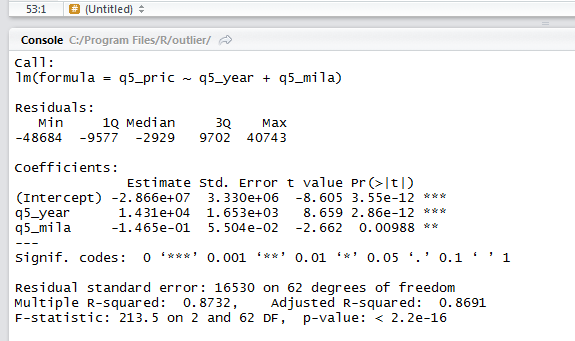 53:1 # (Untitled)
Console C:/Program Files/R/outlier/
Call:
lm(formula = q5_pric ~ q5_year + q5_mila)
Residuals:
Min 1Q Median 3Q Max
-48684 -9577 -2929 9702 40743
Coefficients:
Estimate Std. Error t value Pr(>|t|)
(Intercept) -2.866e+07 3.330e+06 -8.605 3.55e-12 ***
q5_year 1.431e+04 1.653e+03 8.659 2.86e-12 ***
q5_mila -1.465e-01 5.504e-02 -2.662 0.00988 **
---
Signif. codes: 0 ‘***’ 0.001 ‘**’ 0.01 ‘*’ 0.05 ‘.’ 0.1 ‘ ’ 1
Residual standard error: 16530 on 62 degrees of freedom
Multiple R-squared: 0.8732, Adjusted R-squared: 0.8691
F-statistic: 213.5 on 2 and 62 DF, p-value: < 2.2e-16